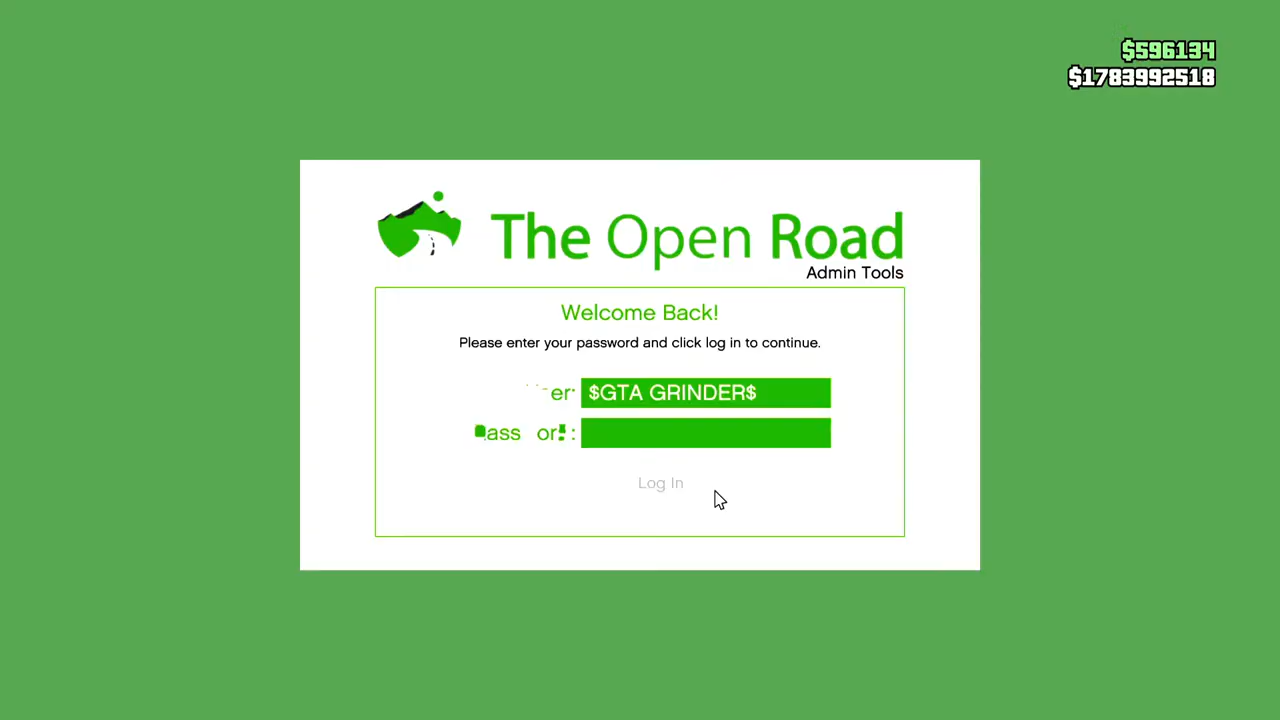 $596134
$1783992518
The Open Road
Admin Tools
Welcome Back!
Please enter your password and click log in to continue.
$GTA GRINDER$
Log In